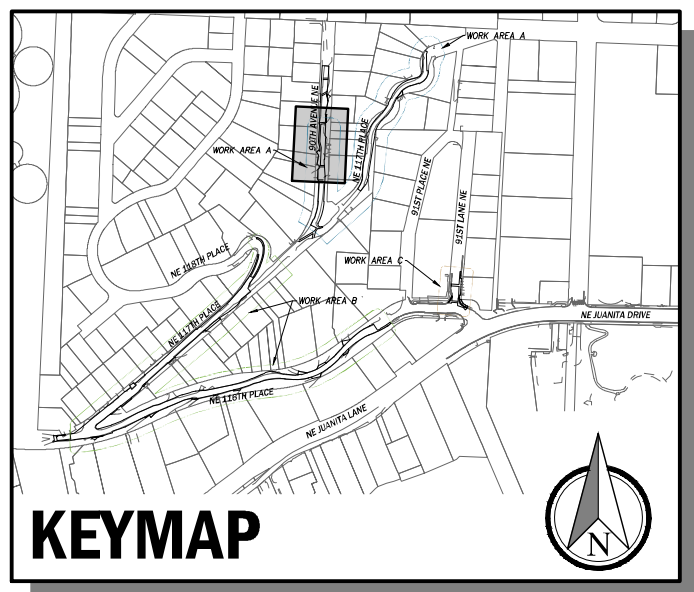 WORK AREA A
90TH AVENUE NE
WORK AREA A
NE 117TH PLACE
91ST PLACE NE
91ST LANE NE
NE 118TH PLACE
WORK AREA C
WORK AREA B
NE 117TH PLACE
NE JUANITA DRIVE
NE 116TH PLACE
NE JUANITA LANE
KEYMAP
N